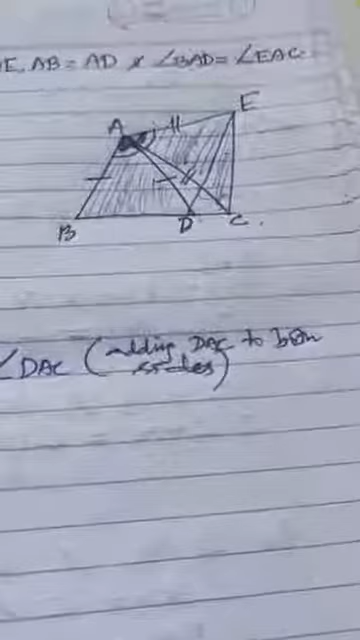 E, AB = AD & ∠BAD = ∠EAC.
E
A
B
D
C.
∠DAC (adding DAC to both
sides)